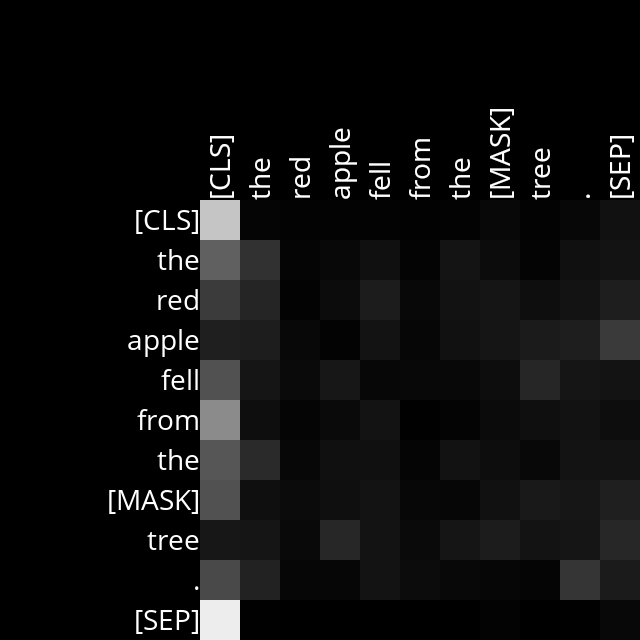 [CLS] the red apple fell from the [MASK] tree . [SEP]
[CLS]
the
red
apple
fell
from
the
[MASK]
tree
.
[SEP]